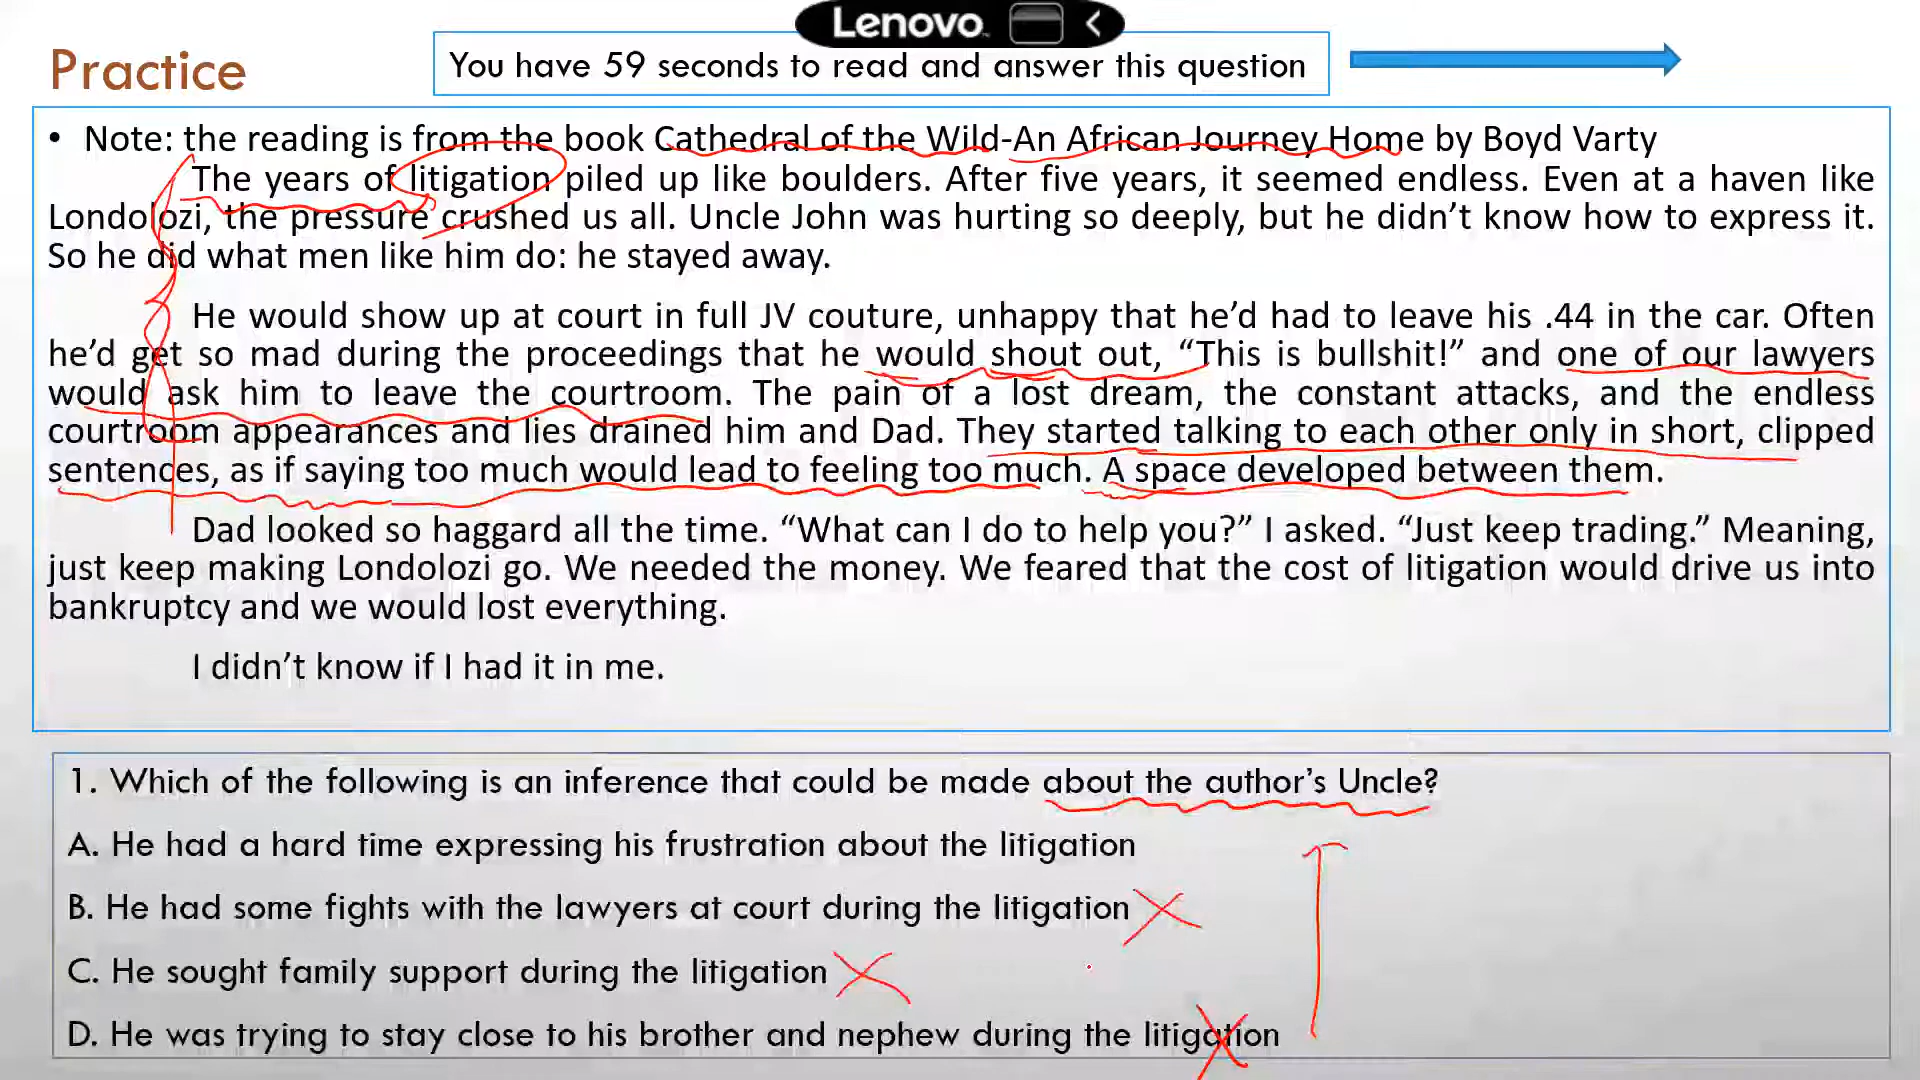 Lenovo
Practice
You have 59 seconds to read and answer this question
• Note: the reading is from the book Cathedral of the Wild-An African Journey Home by Boyd Varty
The years of litigation piled up like boulders. After five years, it seemed endless. Even at a haven like
Londolozi, the pressure crushed us all. Uncle John was hurting so deeply, but he didn't know how to express it.
So he did what men like him do: he stayed away.
He would show up at court in full JV couture, unhappy that he'd had to leave his .44 in the car. Often
he'd get so mad during the proceedings that he would shout out, "This is bullshit!" and one of our lawyers
would ask him to leave the courtroom. The pain of a lost dream, the constant attacks, and the endless
courtroom appearances and lies drained him and Dad. They started talking to each other only in short, clipped
sentences, as if saying too much would lead to feeling too much. A space developed between them.
Dad looked so haggard all the time. "What can I do to help you?" I asked. "Just keep trading." Meaning,
just keep making Londolozi go. We needed the money. We feared that the cost of litigation would drive us into
bankruptcy and we would lost everything.
I didn't know if I had it in me.
1. Which of the following is an inference that could be made about the author's Uncle?
A. He had a hard time expressing his frustration about the litigation
B. He had some fights with the lawyers at court during the litigation
C. He sought family support during the litigation
D. He was trying to stay close to his brother and nephew during the litigation